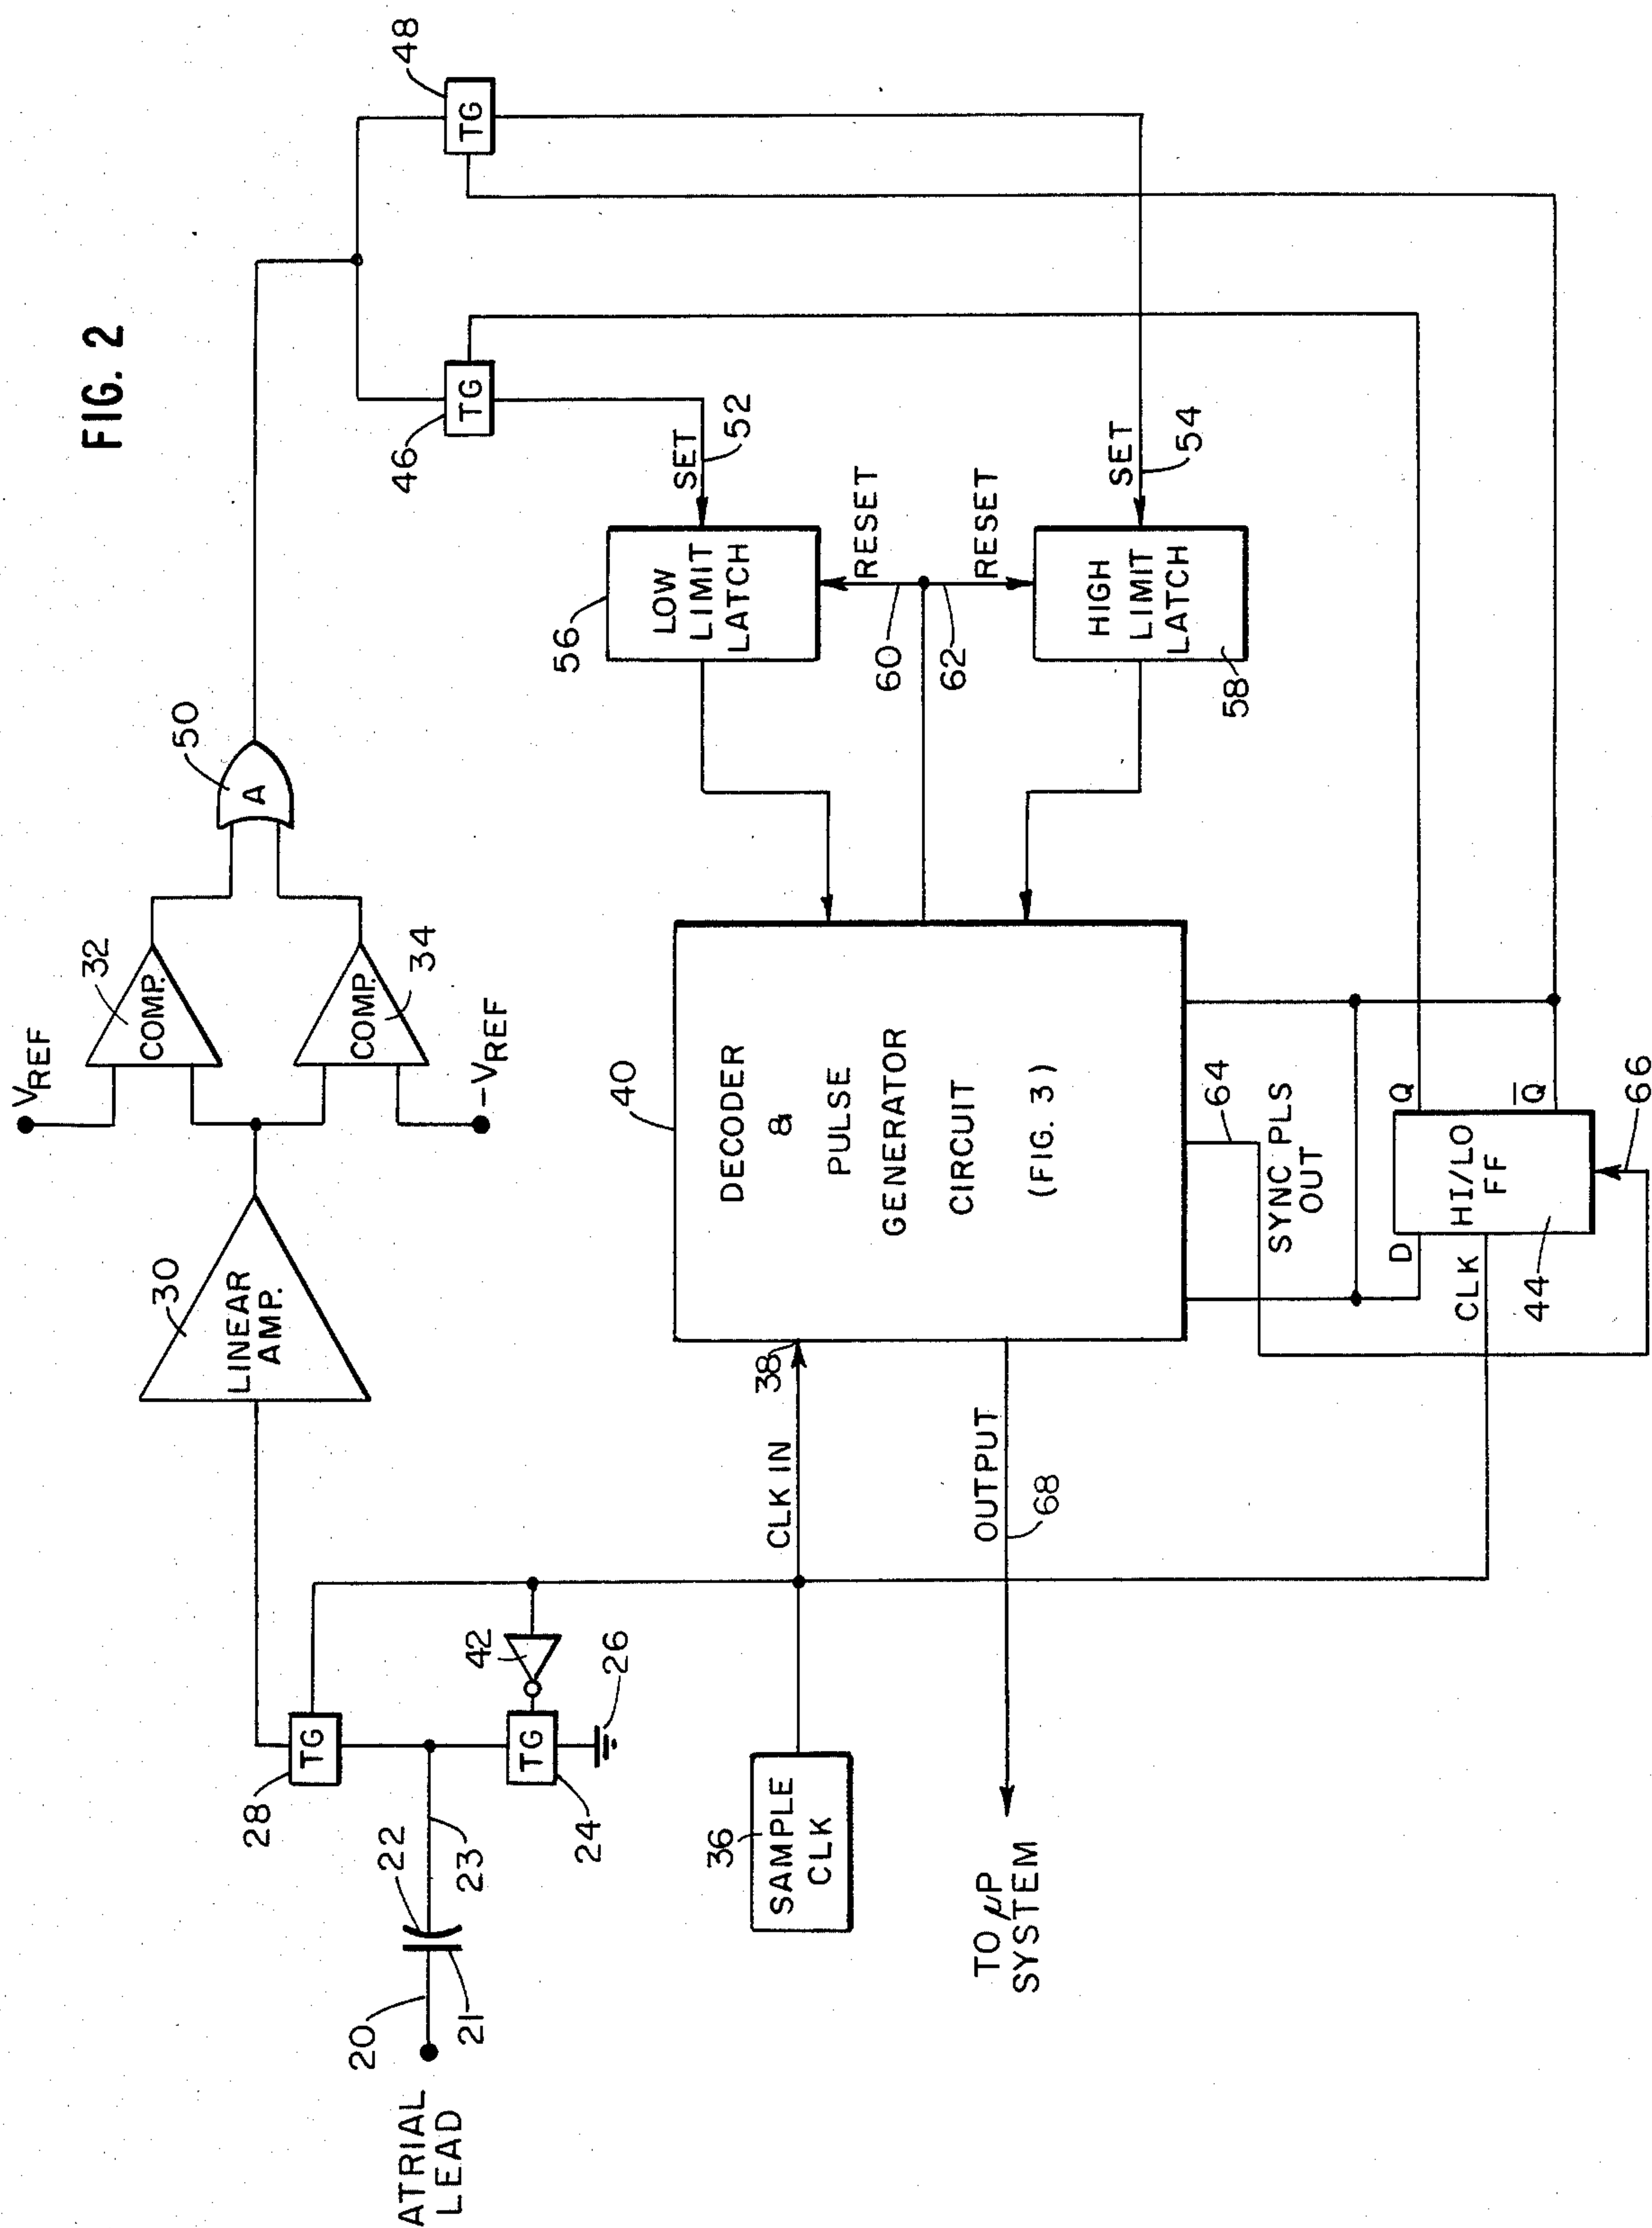 FIG. 2
VREF
32
COMP.
50
A
48
TG
30
LINEAR
AMP.
COMP.
34
-VREF
46
TG
28
TG
42
ATRIAL
LEAD
20
21
22
23
TG
24
26
SET
52
56
LOW
LIMIT
LATCH
RESET
60
62
RESET
SET
54
HIGH
LIMIT
LATCH
58
36
SAMPLE
CLK
CLK IN
38
40
DECODER
&
PULSE
GENERATOR
CIRCUIT
(FIG. 3)
TO μP
SYSTEM
OUTPUT
68
64
SYNC PLS
OUT
D
Q
CLK
HI/LO
FF
Q̅
44
66